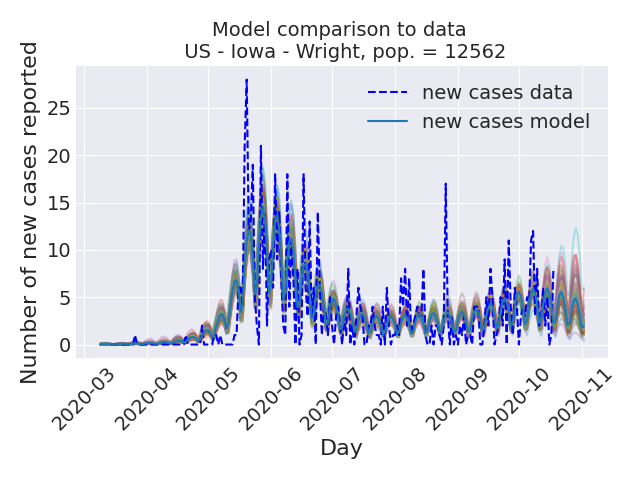 Model comparison to data
US - Iowa - Wright, pop. = 12562
Number of new cases reported
25
20
15
10
5
0
new cases data
new cases model
2020-03
2020-04
2020-05
2020-06
2020-07
2020-08
2020-09
2020-10
2020-11
Day